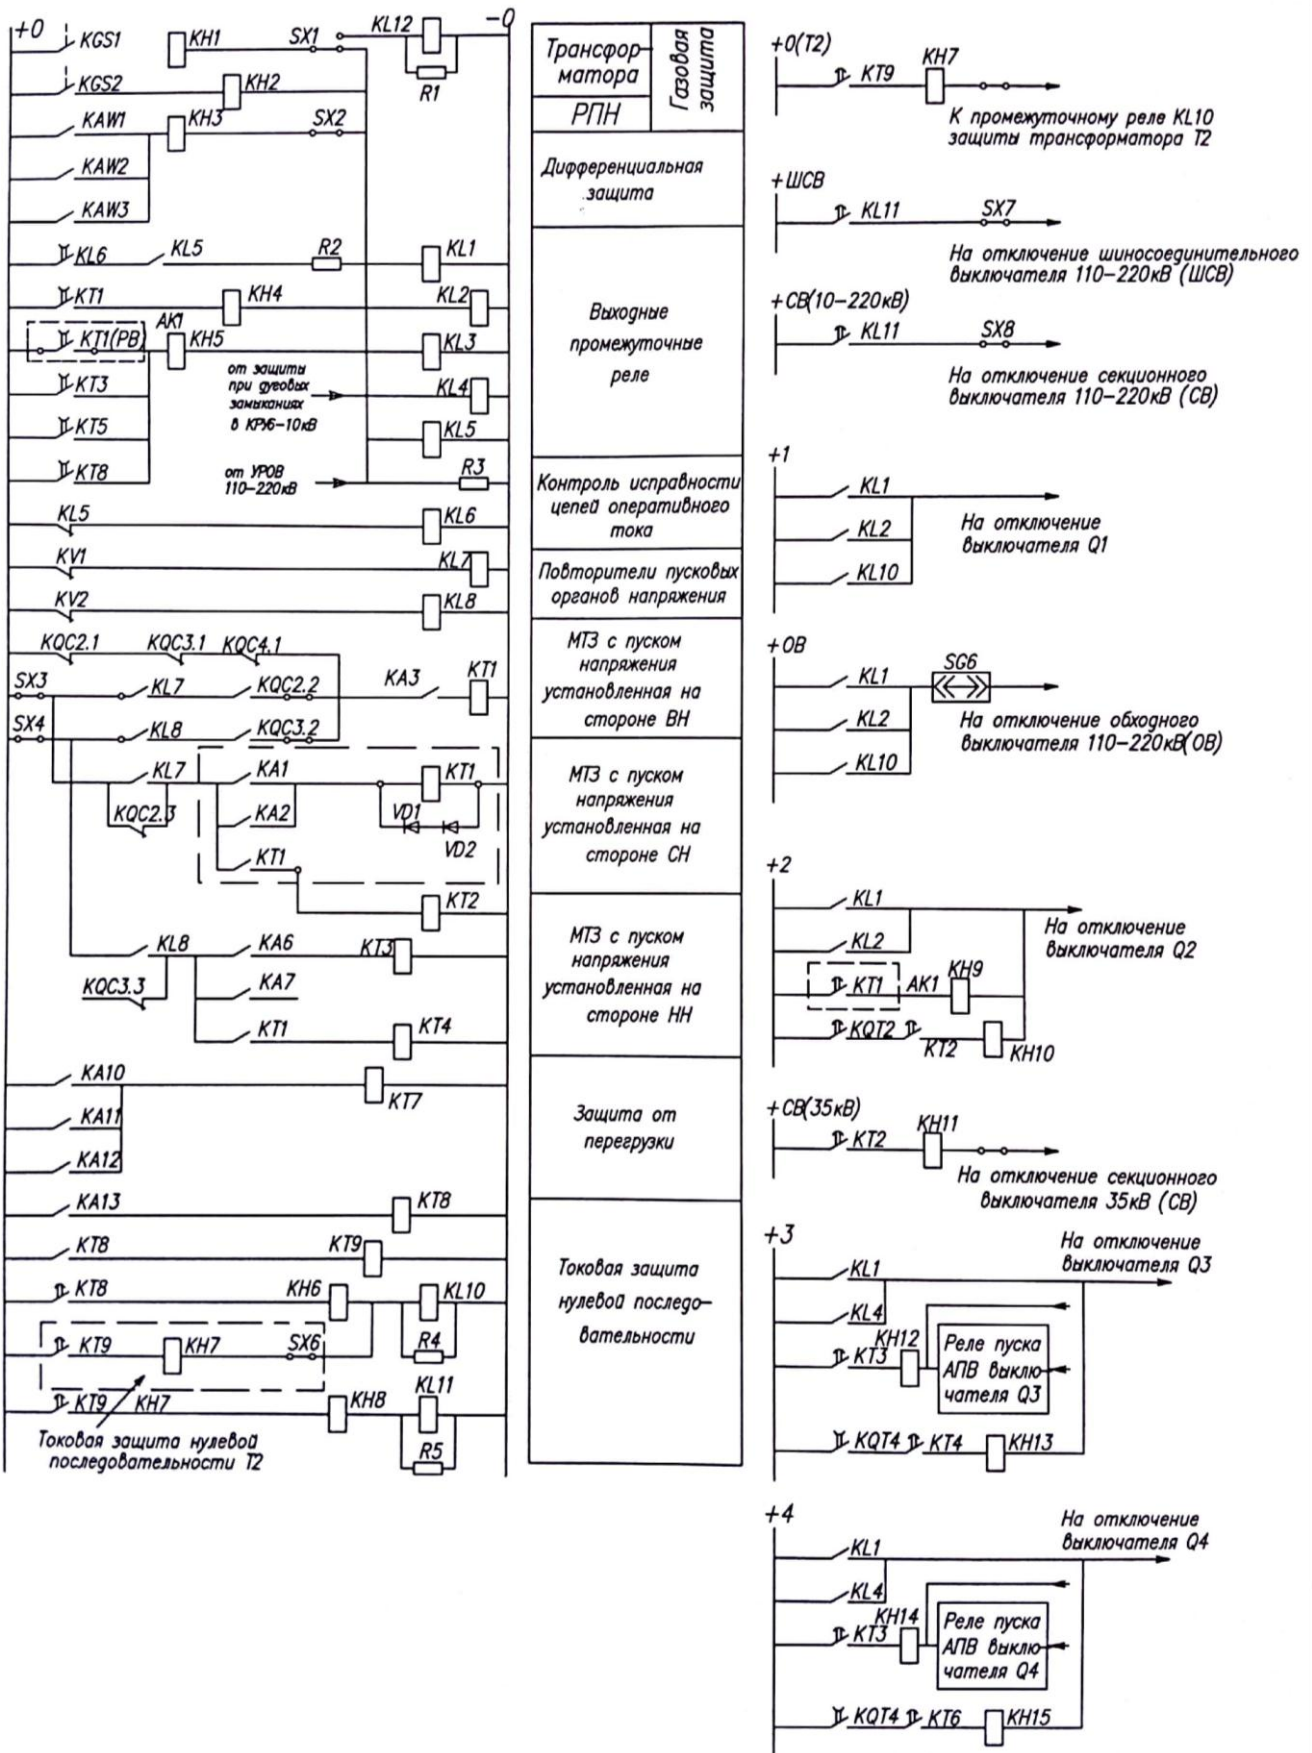 +0
-0
KGS1
KH1
SX1
KL12
R1
KGS2
KH2
KAW1
KH3
SX2
KAW2
KAW3
KL6
KL5
R2
KL1
KT1
KH4
KL2
KT1(РВ)
АК1
KH5
KL3
KT3
от защиты
при дуговых
замыканиях
в КРУ6-10кВ
KL4
KT5
KL5
KT8
от УРОВ
110-220кВ
R3
KL5
KL6
KV1
KL7
KV2
KL8
KQC2.1
KQC3.1
KQC4.1
SX3
KL7
KQC2.2
KA3
KT1
SX4
KL8
KQC3.2
KL7
KA1
KT1
KQC2.3
KA2
VD1
VD2
KT1
KT2
KL8
KA6
KT3
KQC3.3
KA7
KT1
KT4
KA10
KT7
KA11
KA12
KA13
KT8
KT8
KT9
KT8
KH6
KL10
R4
KT9
KH7
SX6
KT9
KH7
KH8
KL11
R5
Токовая защита нулевой
последовательности Т2
Трансфор-
матора
Газовая
защита
РПН
Дифференциальная
защита
Выходные
промежуточные
реле
Контроль исправности
цепей оперативного
тока
Повторители пусковых
органов напряжения
МТЗ с пуском
напряжения
установленная на
стороне ВН
МТЗ с пуском
напряжения
установленная на
стороне СН
МТЗ с пуском
напряжения
установленная на
стороне НН
Защита от
перегрузки
Токовая защита
нулевой последо-
вательности
+0(Т2)
KT9
KH7
К промежуточному реле KL10
защиты трансформатора Т2
+ШСВ
KL11
SX7
На отключение шиносоединительного
выключателя 110-220кВ (ШСВ)
+СВ(10-220кВ)
KL11
SX8
На отключение секционного
выключателя 110-220кВ (СВ)
+1
KL1
KL2
KL10
На отключение
выключателя Q1
+ОВ
KL1
SG6
KL2
KL10
На отключение обходного
выключателя 110-220кВ(ОВ)
+2
KL1
KL2
На отключение
выключателя Q2
KT1
АК1
KH9
KQT2
KT2
KH10
+СВ(35кВ)
KT2
KH11
На отключение секционного
выключателя 35кВ (СВ)
+3
На отключение
выключателя Q3
KL1
KL4
KT3
KH12
Реле пуска
АПВ выклю-
чателя Q3
KQT4
KT4
KH13
+4
На отключение
выключателя Q4
KL1
KL4
KT3
KH14
Реле пуска
АПВ выклю-
чателя Q4
KQT4
KT6
KH15